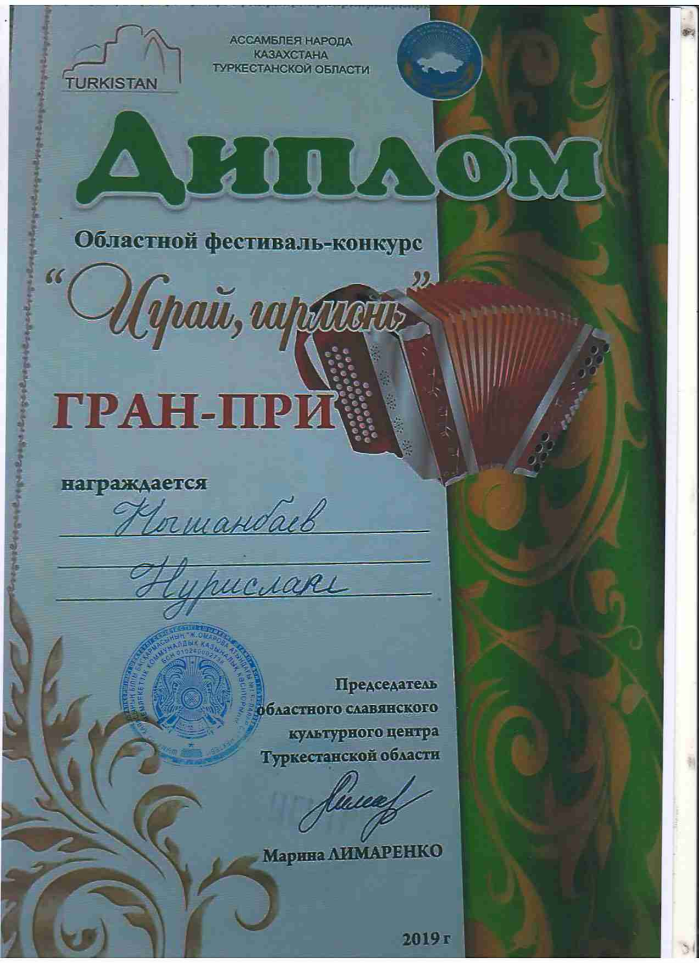 TURKISTAN
АССАМБЛЕЯ НАРОДА
КАЗАХСТАНА
ТУРКЕСТАНСКОЙ ОБЛАСТИ
Диплом
Областной фестиваль-конкурс
“Играй, гармонь”
ГРАН-ПРИ
награждается
Нышанбаев
Нурислам
Председатель
областного славянского
культурного центра
Туркестанской области
Марина ЛИМАРЕНКО
2019 г